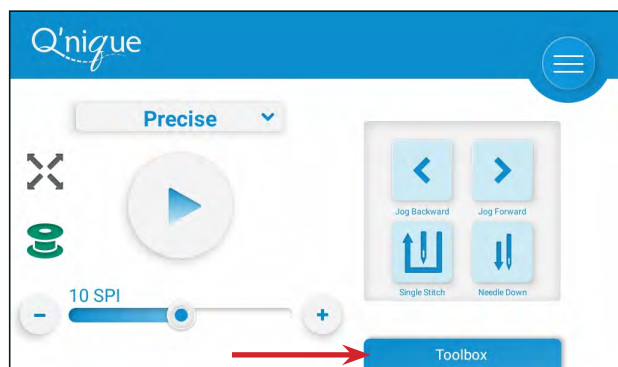 Q'nique
Precise
Jog Backward
Jog Forward
Single Stitch
Needle Down
10 SPI
Toolbox